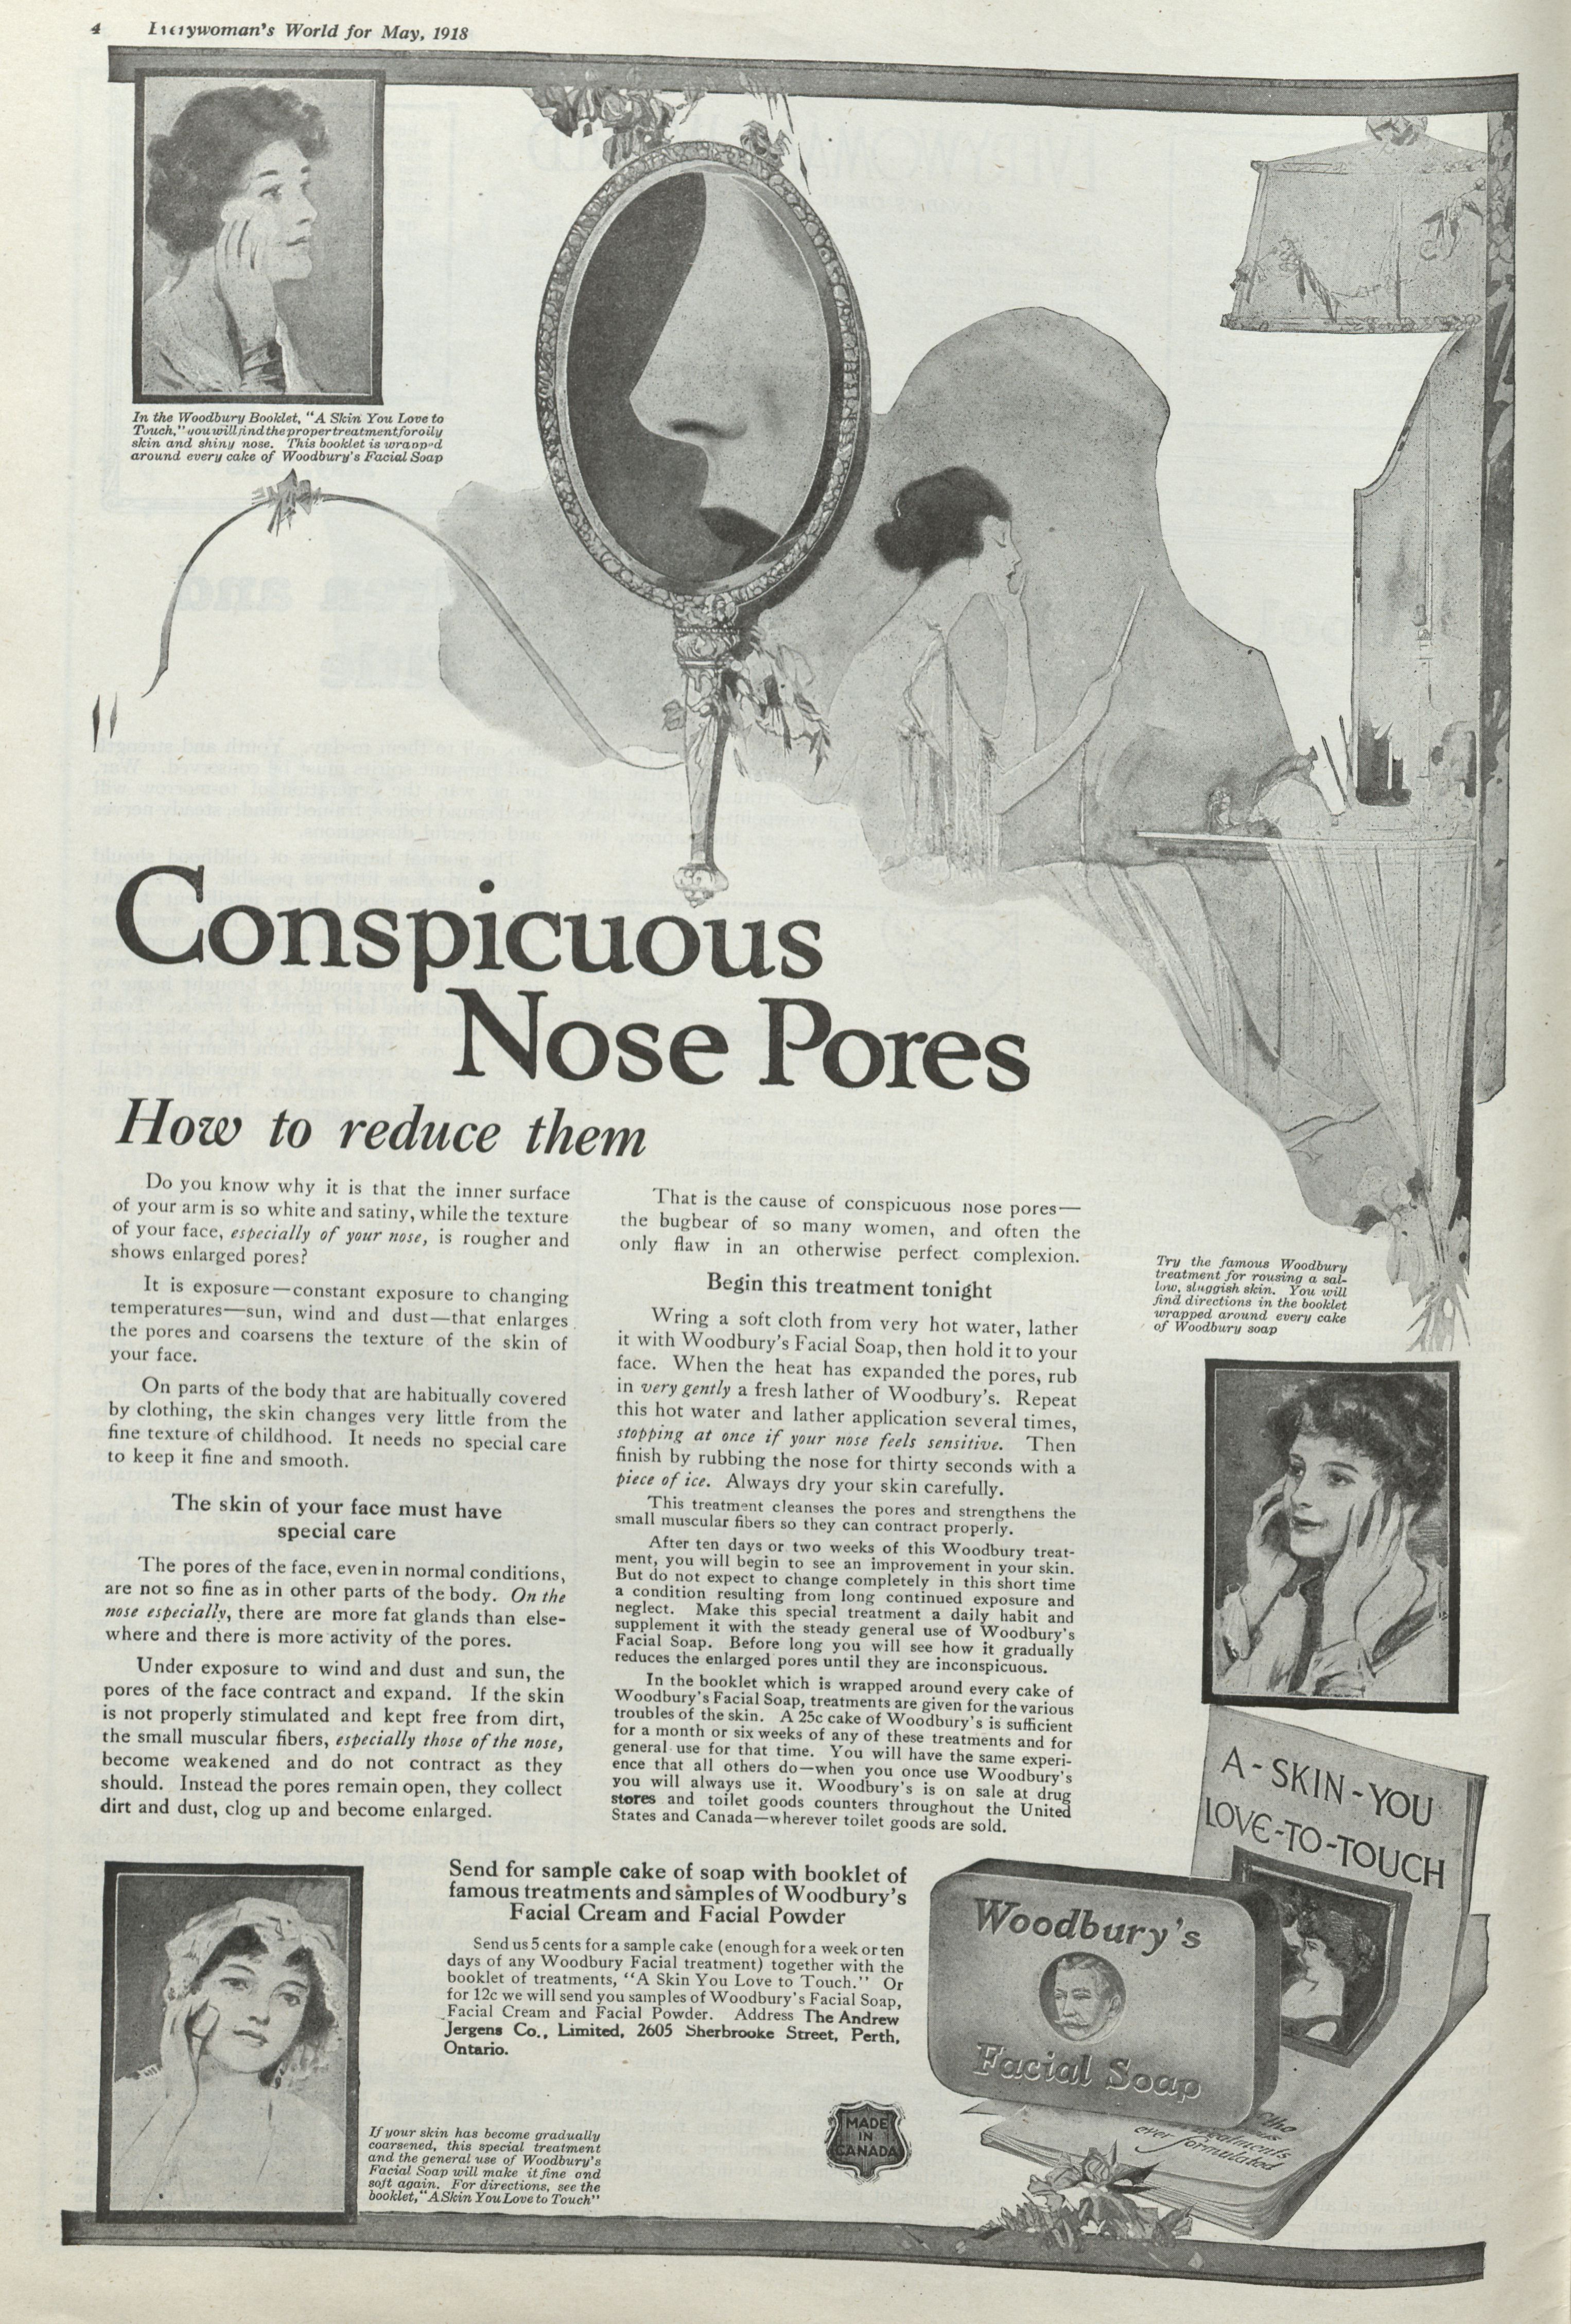 4 Everywoman's World for May, 1918
In the Woodbury Booklet, "A Skin You Love to
Touch," you will find the proper treatment for oily
skin and shiny nose. This booklet is wrapped
around every cake of Woodbury's Facial Soap
Conspicuous
Nose Pores
How to reduce them
Do you know why it is that the inner surface
of your arm is so white and satiny, while the texture
of your face, especially of your nose, is rougher and
shows enlarged pores?
It is exposure—constant exposure to changing
temperatures—sun, wind and dust—that enlarges
the pores and coarsens the texture of the skin of
your face.
On parts of the body that are habitually covered
by clothing, the skin changes very little from the
fine texture of childhood. It needs no special care
to keep it fine and smooth.
The skin of your face must have
special care
The pores of the face, even in normal conditions,
are not so fine as in other parts of the body. On the
nose especially, there are more fat glands than else-
where and there is more activity of the pores.
Under exposure to wind and dust and sun, the
pores of the face contract and expand. If the skin
is not properly stimulated and kept free from dirt,
the small muscular fibers, especially those of the nose,
become weakened and do not contract as they
should. Instead the pores remain open, they collect
dirt and dust, clog up and become enlarged.
That is the cause of conspicuous nose pores—
the bugbear of so many women, and often the
only flaw in an otherwise perfect complexion.
Begin this treatment tonight
Wring a soft cloth from very hot water, lather
it with Woodbury's Facial Soap, then hold it to your
face. When the heat has expanded the pores, rub
in very gently a fresh lather of Woodbury's. Repeat
this hot water and lather application several times,
stopping at once if your nose feels sensitive. Then
finish by rubbing the nose for thirty seconds with a
piece of ice. Always dry your skin carefully.
This treatment cleanses the pores and strengthens the
small muscular fibers so they can contract properly.
After ten days or two weeks of this Woodbury treat-
ment, you will begin to see an improvement in your skin.
But do not expect to change completely in this short time
a condition resulting from long continued exposure and
neglect. Make this special treatment a daily habit and
supplement it with the steady general use of Woodbury's
Facial Soap. Before long you will see how it gradually
reduces the enlarged pores until they are inconspicuous.
In the booklet which is wrapped around every cake of
Woodbury's Facial Soap, treatments are given for the various
troubles of the skin. A 25c cake of Woodbury's is sufficient
for a month or six weeks of any of these treatments and for
general use for that time. You will have the same experi-
ence that all others do—when you once use Woodbury's
you will always use it. Woodbury's is on sale at drug
stores and toilet goods counters throughout the United
States and Canada—wherever toilet goods are sold.
Try the famous Woodbury
treatment for rousing a sal-
low, sluggish skin. You will
find directions in the booklet
wrapped around every cake
of Woodbury soap
Send for sample cake of soap with booklet of
famous treatments and samples of Woodbury's
Facial Cream and Facial Powder
Send us 5 cents for a sample cake (enough for a week or ten
days of any Woodbury Facial treatment) together with the
booklet of treatments, "A Skin You Love to Touch." Or
for 12c we will send you samples of Woodbury's Facial Soap,
Facial Cream and Facial Powder. Address The Andrew
Jergens Co., Limited, 2605 Sherbrooke Street, Perth,
Ontario.
If your skin has become gradually
coarsened, this special treatment
and the general use of Woodbury's
Facial Soap will make it fine and
soft again. For directions, see the
booklet, "A Skin You Love to Touch"
MADE
IN
CANADA
A-SKIN-YOU
LOVE-TO-TOUCH
Woodbury's
Facial Soap
treatments
ever formulated